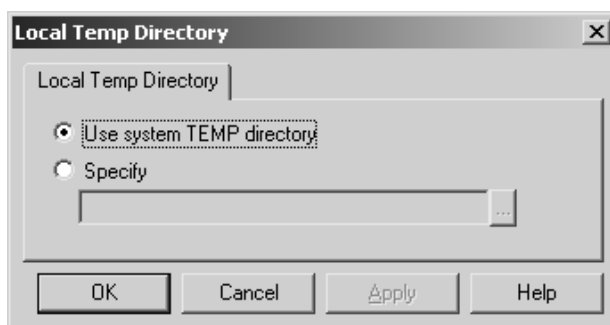 Local Temp Directory
Local Temp Directory
Use system TEMP directory
Specify
...
OK Cancel Apply Help